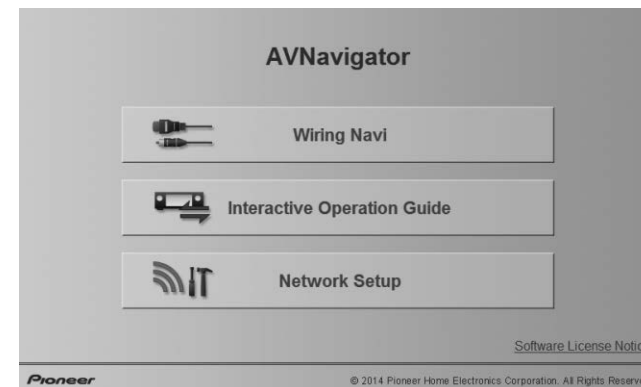 AVNavigator
Wiring Navi
Interactive Operation Guide
Network Setup
Software License Notic
Pioneer
© 2014 Pioneer Home Electronics Corporation. All Rights Reserve